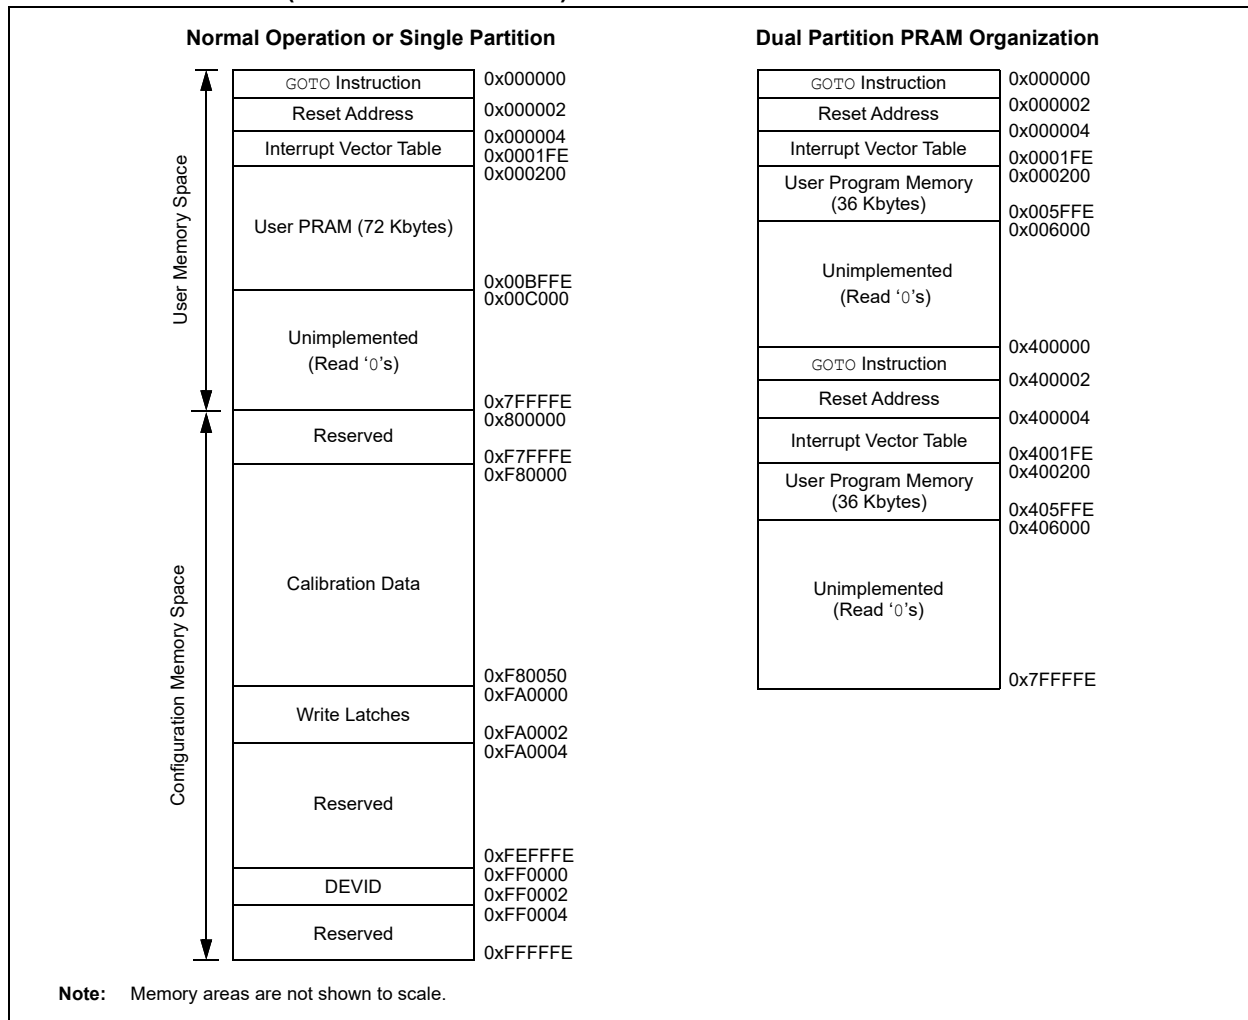 Normal Operation or Single Partition
GOTO Instruction
0x000000
Reset Address
0x000002
Interrupt Vector Table
0x000004
0x0001FE
0x000200
User PRAM (72 Kbytes)
0x00BFFE
0x00C000
Unimplemented
(Read ‘0’s)
0x7FFFFE
0x800000
Reserved
0xF7FFFE
0xF80000
Calibration Data
0xF80050
0xFA0000
Write Latches
0xFA0002
0xFA0004
Reserved
0xFEFFFE
0xFF0000
DEVID
0xFF0002
0xFF0004
Reserved
0xFFFFFE
User Memory Space
Configuration Memory Space
Dual Partition PRAM Organization
GOTO Instruction
0x000000
Reset Address
0x000002
0x000004
Interrupt Vector Table
0x0001FE
0x000200
User Program Memory
(36 Kbytes)
0x005FFE
0x006000
Unimplemented
(Read ‘0’s)
0x400000
GOTO Instruction
0x400002
Reset Address
0x400004
Interrupt Vector Table
0x4001FE
0x400200
User Program Memory
(36 Kbytes)
0x405FFE
0x406000
Unimplemented
(Read ‘0’s)
0x7FFFFE
Note: Memory areas are not shown to scale.